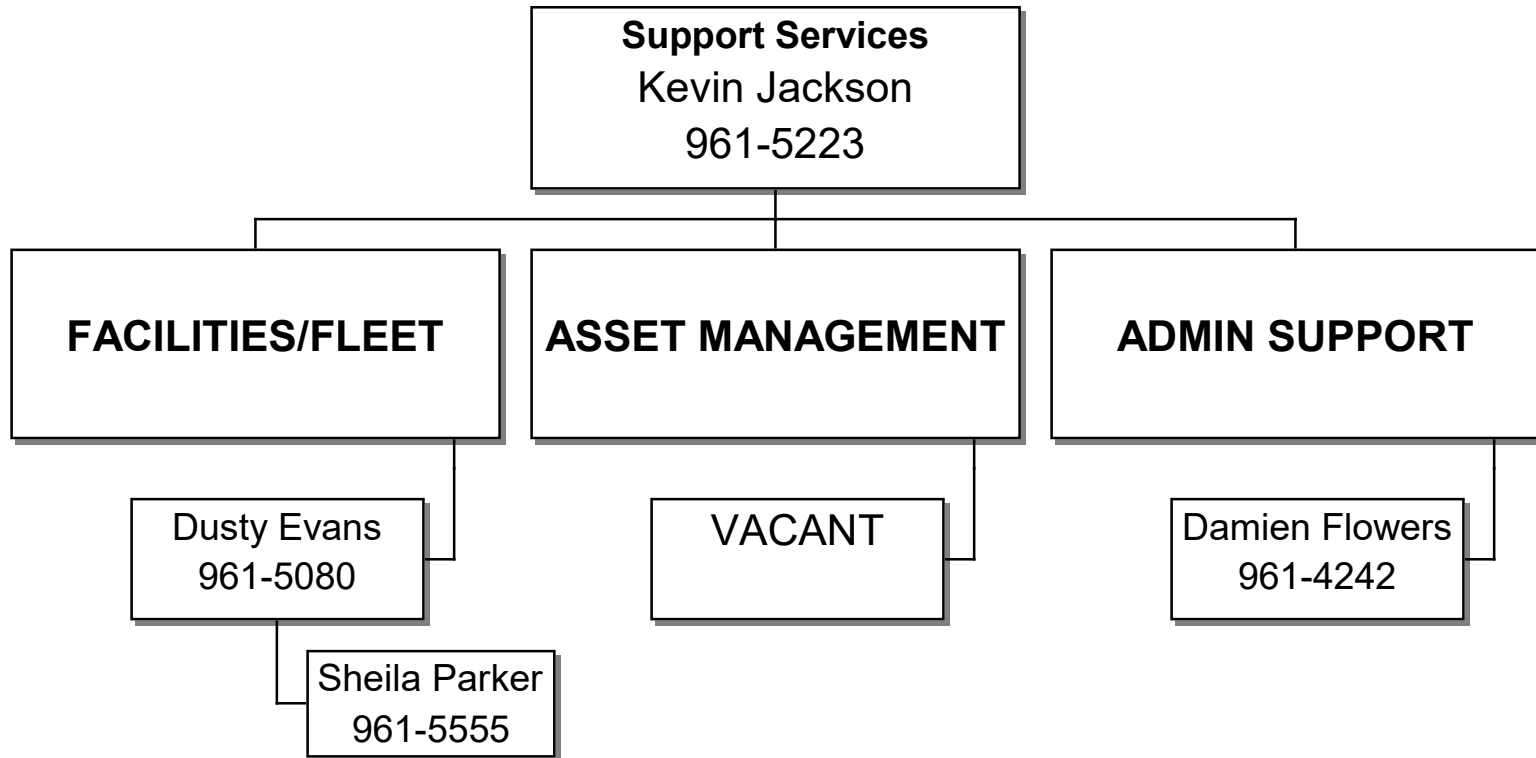 Support Services
Kevin Jackson
961-5223
FACILITIES/FLEET
ASSET MANAGEMENT
ADMIN SUPPORT
Dusty Evans
961-5080
VACANT
Damien Flowers
961-4242
Sheila Parker
961-5555